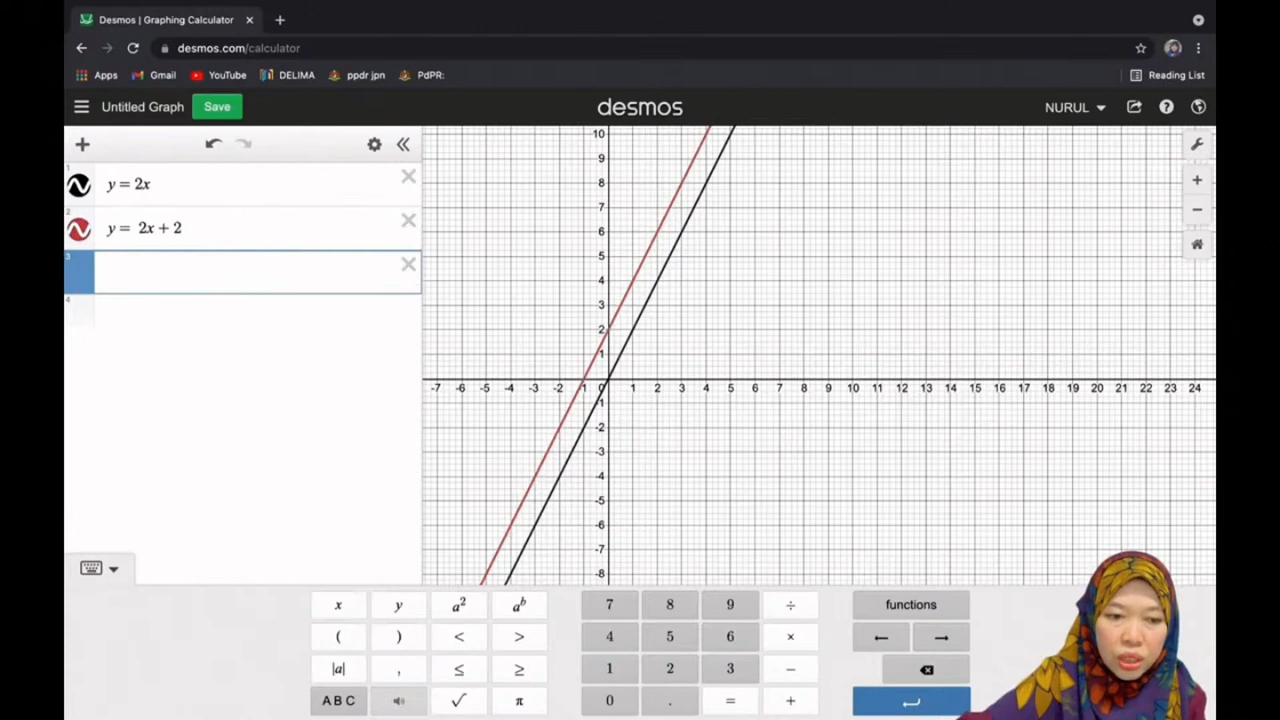 Desmos | Graphing Calculator
desmos.com/calculator
Apps Gmail YouTube DELIMA ppdr jpn PdPR: Reading List
Untitled Graph Save desmos NURUL
1 y = 2x
2 y = 2x + 2
3
4
10
9
8
7
6
5
4
3
2
1
-7 -6 -5 -4 -3 -2 1 0 1 2 3 4 5 6 7 8 9 10 11 12 13 14 15 16 17 18 19 20 21 22 23 24
1
-2
-3
-4
-5
-6
-7
-8
x y a² aᵇ 7 8 9 ÷ functions
( ) < > 4 5 6 × ← →
|a| , ≤ ≥ 1 2 3 −
A B C √ π 0 . = +